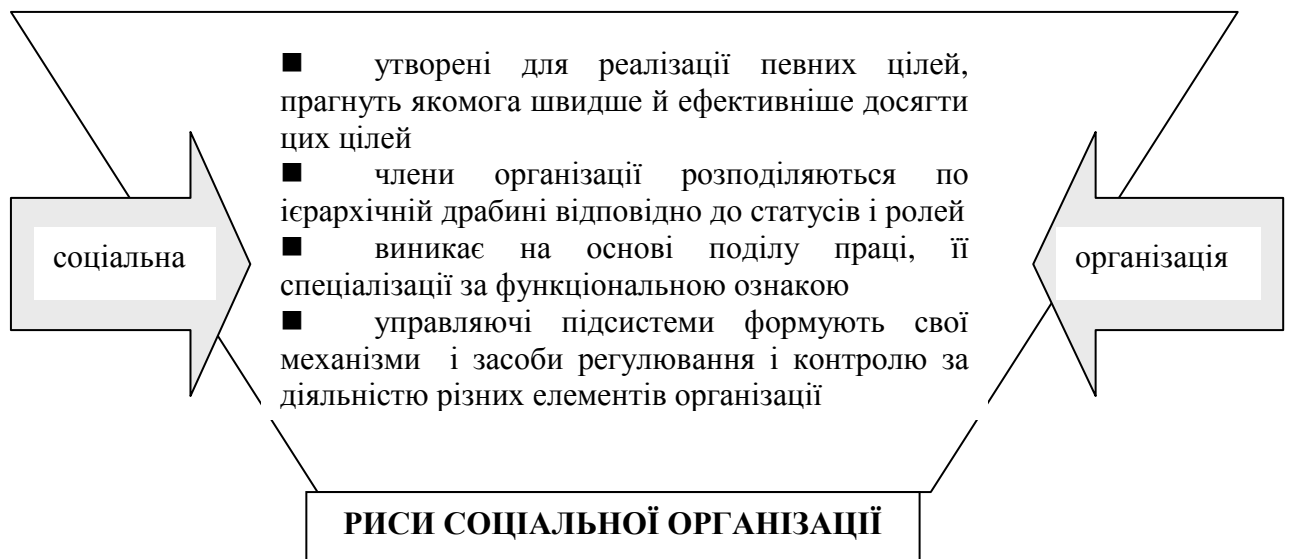 ■ утворені для реалізації певних цілей,
прагнуть якомога швидше й ефективніше досягти
цих цілей
■ члени організації розподіляються по
ієрархічній драбині відповідно до статусів і ролей
■ виникає на основі поділу праці, її
спеціалізації за функціональною ознакою
■ управляючі підсистеми формують свої
механізми і засоби регулювання і контролю за
діяльністю різних елементів організації
соціальна
організація
РИСИ СОЦІАЛЬНОЇ ОРГАНІЗАЦІЇ